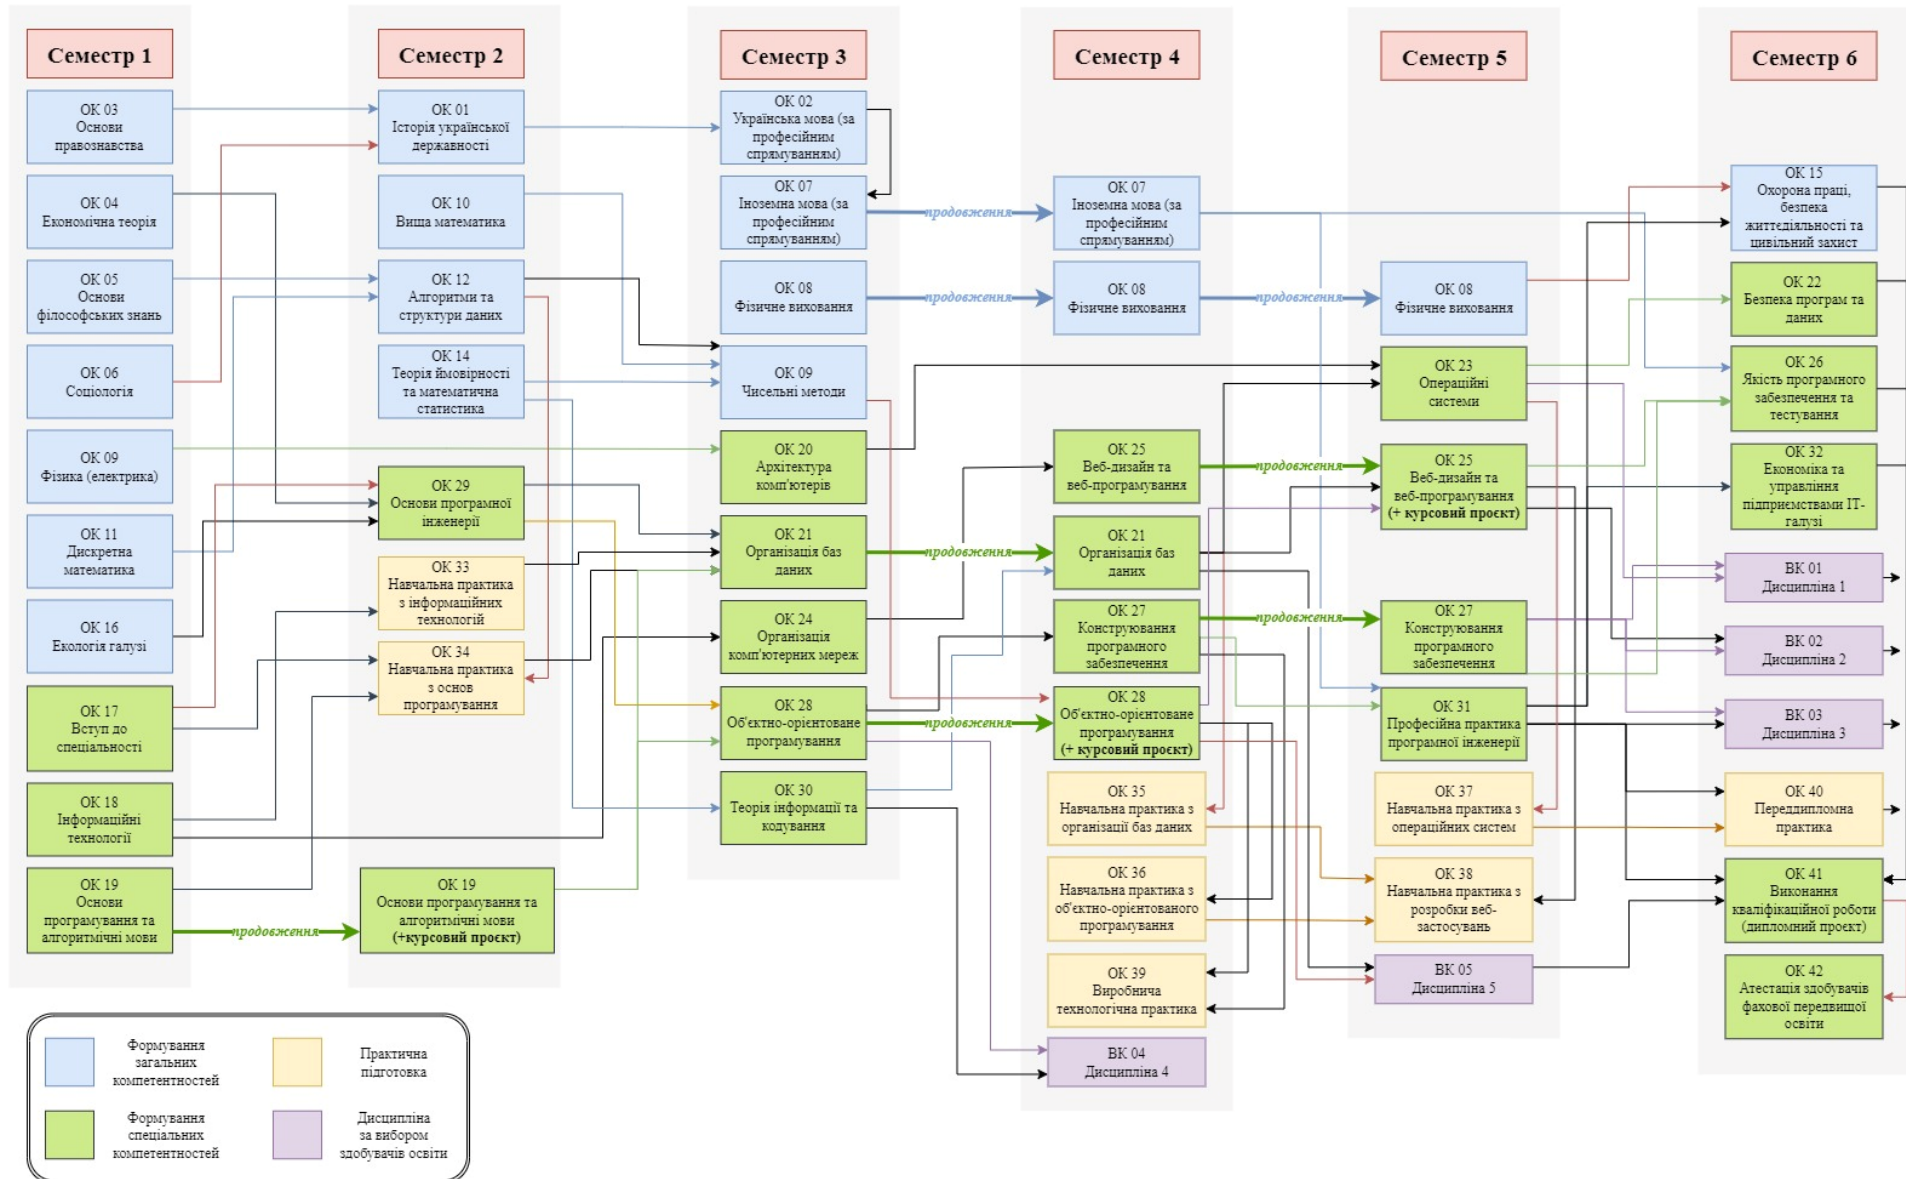 Семестр 1
ОК 03
Основи
правознавства
ОК 04
Економічна теорія
ОК 05
Основи
філософських знань
ОК 06
Соціологія
ОК 09
Фізика (електрика)
ОК 11
Дискретна
математика
ОК 16
Екологія галузі
ОК 17
Вступ до
спеціальності
ОК 18
Інформаційні
технології
ОК 19
Основи
програмування та
алгоритмічні мови
продовження
Семестр 2
ОК 01
Історія української
державності
ОК 10
Вища математика
ОК 12
Алгоритми та
структури даних
ОК 14
Теорія ймовірності
та математична
статистика
ОК 29
Основи програмної
інженерії
ОК 33
Навчальна практика
з інформаційних
технологій
ОК 34
Навчальна практика
з основ
програмування
ОК 19
Основи програмування та
алгоритмічні мови
(+курсовий проєкт)
Семестр 3
ОК 02
Українська мова (за
професійним
спрямуванням)
ОК 07
Іноземна мова (за
професійним
спрямуванням)
ОК 08
Фізичне виховання
ОК 09
Чисельні методи
ОК 20
Архітектура
комп'ютерів
ОК 21
Організація баз
даних
ОК 24
Організація
комп'ютерних мереж
ОК 28
Об'єктно-орієнтоване
програмування
ОК 30
Теорія інформації та
кодування
продовження
продовження
продовження
продовження
Семестр 4
ОК 07
Іноземна мова (за
професійним
спрямуванням)
ОК 08
Фізичне виховання
ОК 25
Веб-дизайн та
веб-програмування
ОК 21
Організація баз
даних
ОК 27
Конструювання
програмного
забезпечення
ОК 28
Об'єктно-орієнтоване
програмування
(+ курсовий проєкт)
ОК 35
Навчальна практика з
організації баз даних
ОК 36
Навчальна практика з
об'єктно-орієнтованого
програмування
ОК 39
Виробнича
технологічна практика
ВК 04
Дисципліна 4
продовження
продовження
продовження
Семестр 5
ОК 08
Фізичне виховання
ОК 23
Операційні
системи
ОК 25
Веб-дизайн та
веб-програмування
(+ курсовий проєкт)
ОК 27
Конструювання
програмного
забезпечення
ОК 31
Професійна практика
програмної інженерії
ОК 37
Навчальна практика з
операційних систем
ОК 38
Навчальна практика з
розробки веб-
застосувань
ВК 05
Дисципліна 5
Семестр 6
ОК 15
Охорона праці,
безпека
життєдіяльності та
цивільний захист
ОК 22
Безпека програм та
даних
ОК 26
Якість програмного
забезпечення та
тестування
ОК 32
Економіка та
управління
підприємствами ІТ-
галузі
ВК 01
Дисципліна 1
ВК 02
Дисципліна 2
ВК 03
Дисципліна 3
ОК 40
Переддипломна
практика
ОК 41
Виконання
кваліфікаційної роботи
(дипломний проєкт)
ОК 42
Атестація здобувачів
фахової передвищої
освіти
Формування
загальних
компетентностей
Практична
підготовка
Формування
спеціальних
компетентностей
Дисципліна
за вибором
здобувачів освіти